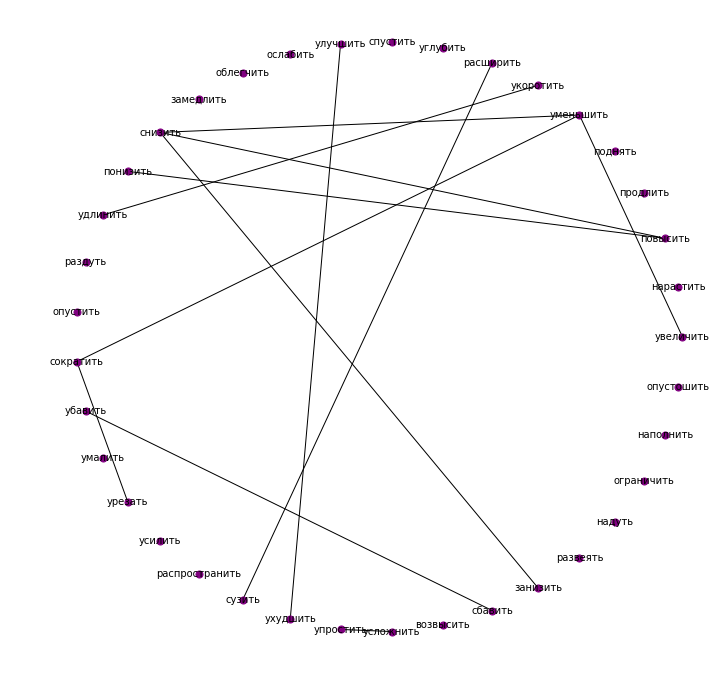 спустить
улучшить
углубить
ослабить
расширить
облегчить
укоротить
замедлить
уменьшить
снизить
поднять
понизить
продлить
удлинить
повысить
раздуть
нарастить
опустить
увеличить
сократить
опустошить
убавить
наполнить
умалить
ограничить
урезать
надуть
усилить
развеять
распространить
занизить
сузить
сбавить
ухудшить
возвысить
упростить
усложнить